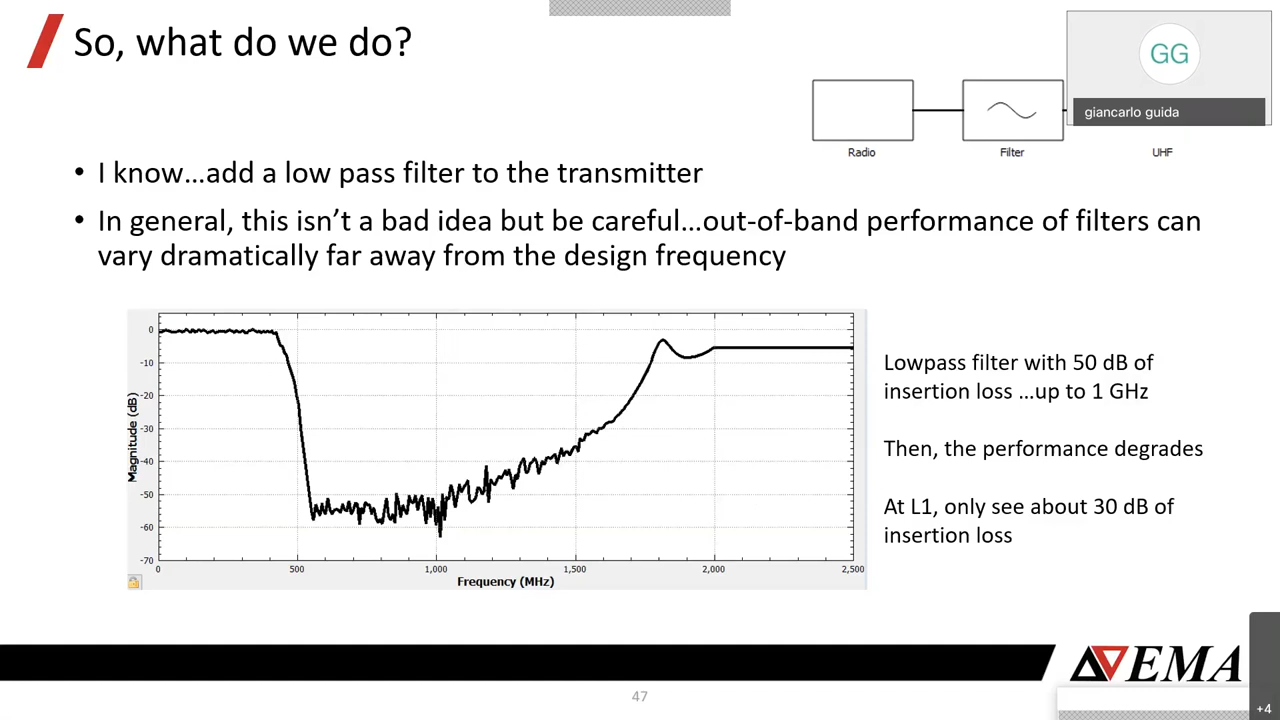 So, what do we do?
GG
giancarlo guida
Radio
Filter
UHF
• I know…add a low pass filter to the transmitter
• In general, this isn’t a bad idea but be careful…out-of-band performance of filters can
vary dramatically far away from the design frequency
Magnitude (dB)
0
-10
-20
-30
-40
-50
-60
-70
0
500
1,000
1,500
2,000
2,500
Frequency (MHz)
Lowpass filter with 50 dB of
insertion loss …up to 1 GHz
Then, the performance degrades
At L1, only see about 30 dB of
insertion loss
EMA
47
+4